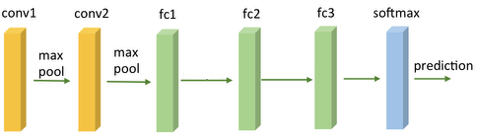 conv1 conv2 fc1 fc2 fc3 softmax
max
pool
max
pool
prediction